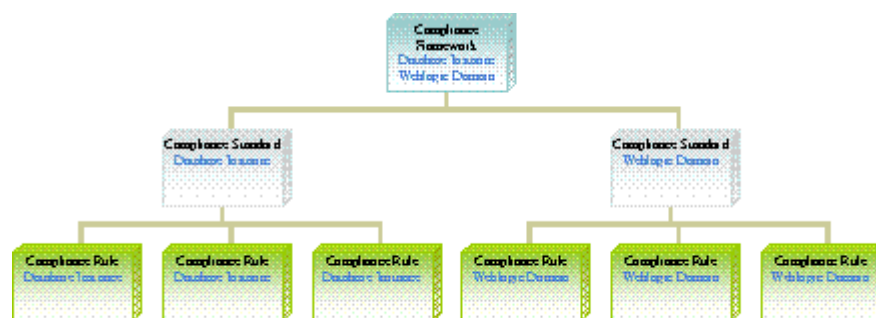 Compliance
Framework
Database Instance
Weblogic Domain
Compliance Standard
Database Instance
Compliance Standard
Weblogic Domain
Compliance Rule
Database Instance
Compliance Rule
Database Instance
Compliance Rule
Database Instance
Compliance Rule
Weblogic Domain
Compliance Rule
Weblogic Domain
Compliance Rule
Weblogic Domain